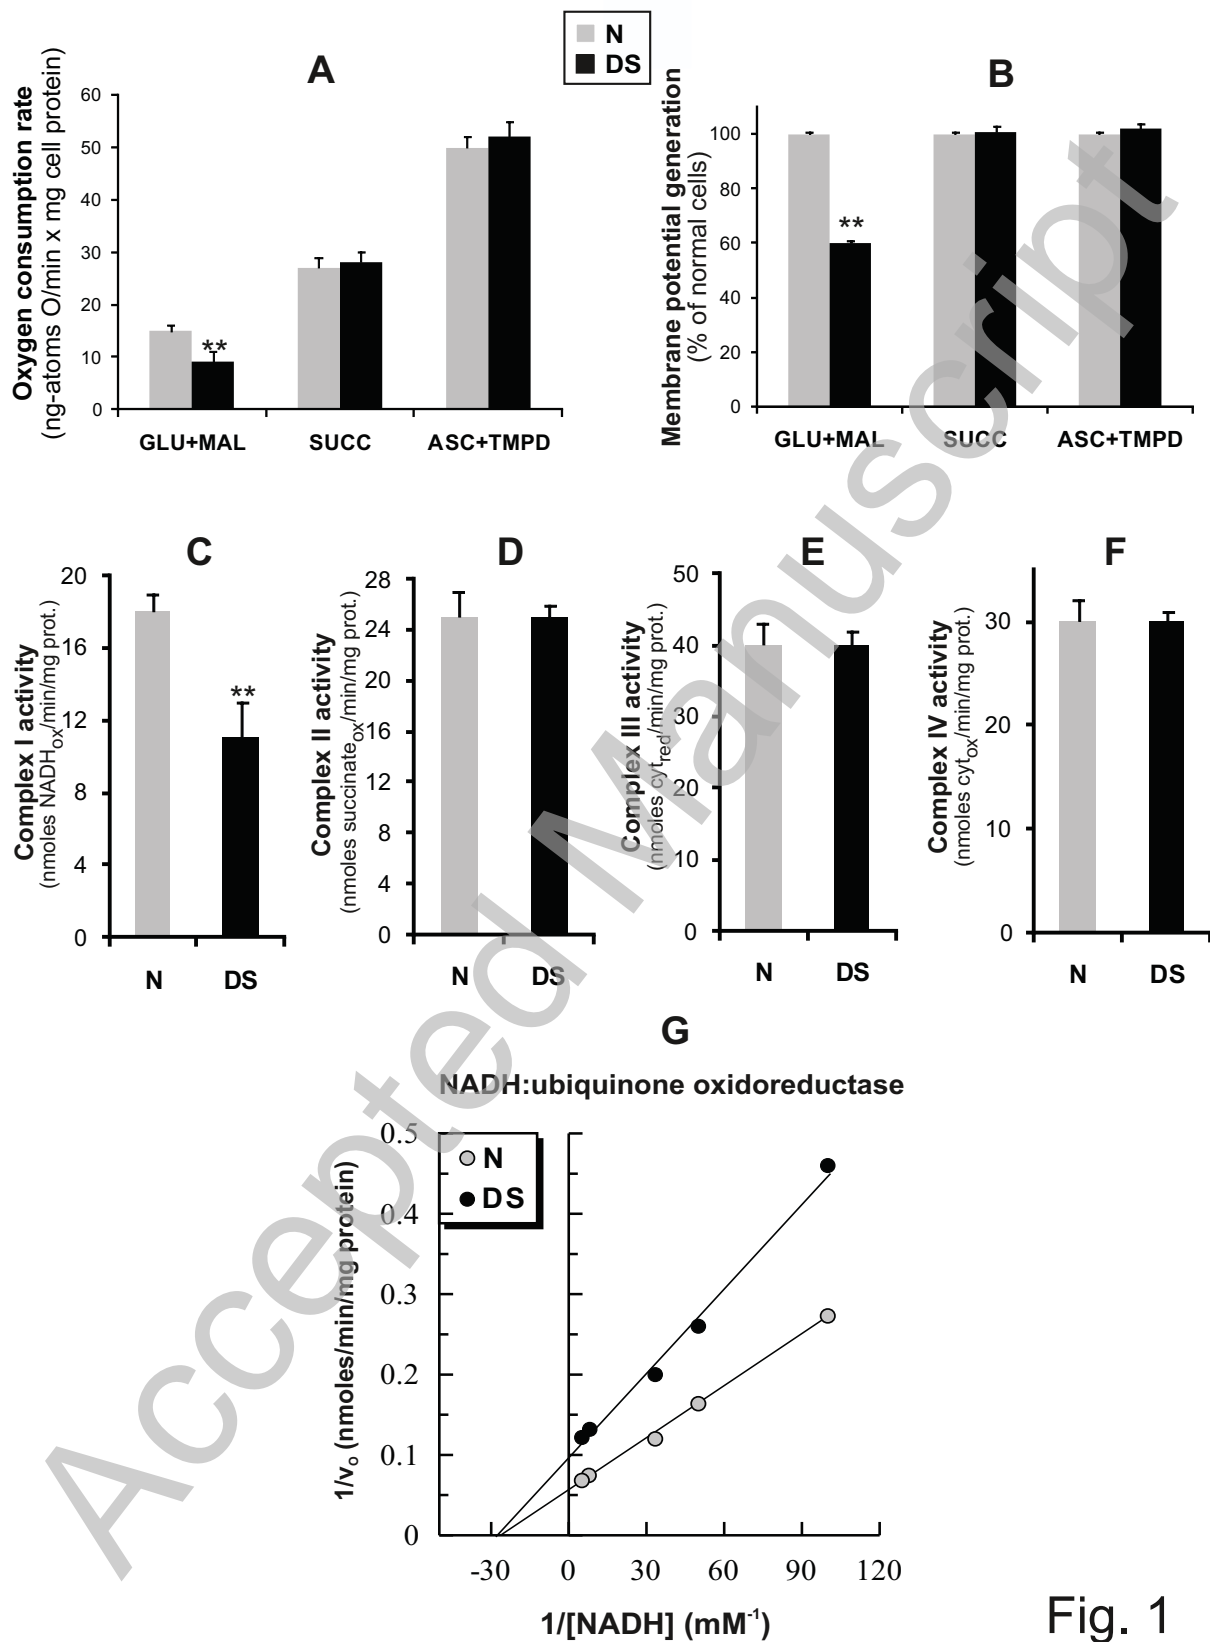 N
DS
A
B
Oxygen consumption rate
(ng-atoms O/min x mg cell protein)
60
50
40
30
20
10
0
**
GLU+MAL SUCC ASC+TMPD
Membrane potential generation
(% of normal cells)
100
80
60
40
20
0
**
GLU+MAL SUCC ASC+TMPD
C
Complex I activity
(nmoles NADHox/min/mg prot.)
20
16
12
8
4
0
**
N DS
D
Complex II activity
(nmoles succinateox/min/mg prot.)
28
24
20
16
12
8
4
0
N DS
E
Complex III activity
(nmoles cytred/min/mg prot.)
50
40
30
20
10
0
N DS
F
Complex IV activity
(nmoles cytox/min/mg prot.)
30
20
10
0
N DS
G
NADH:ubiquinone oxidoreductase
N
DS
1/vo (nmoles/min/mg protein)
0.5
0.4
0.3
0.2
0.1
0
-30 0 30 60 90 120
1/[NADH] (mM-1)
Fig. 1
Accepted Manuscript